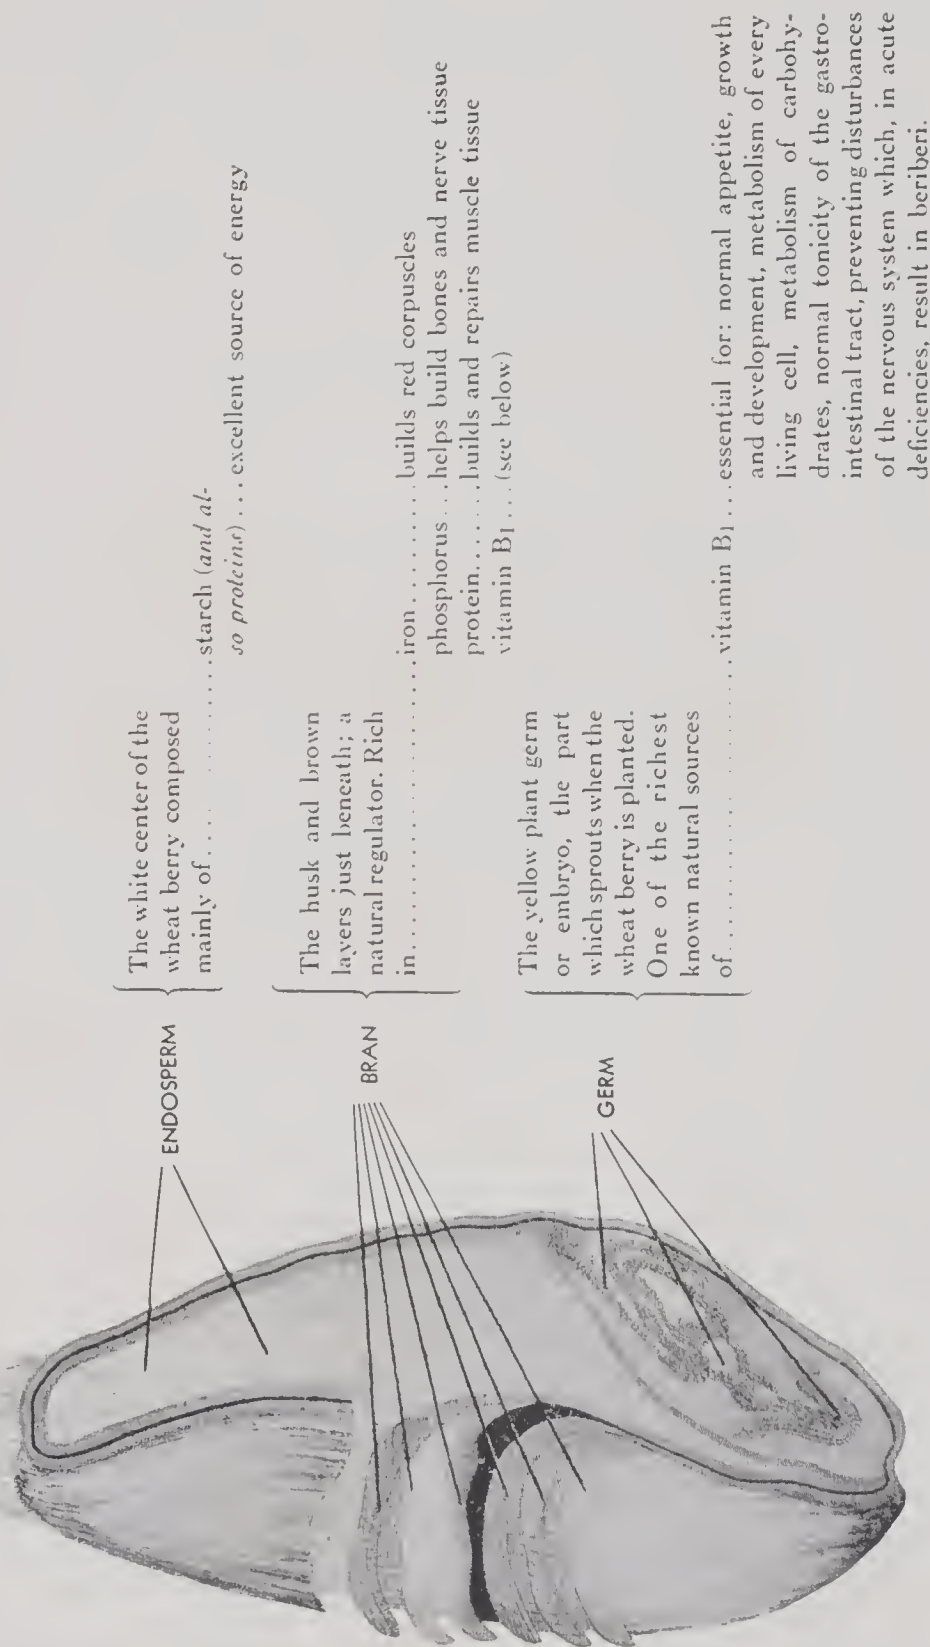 ENDOSPERM
The white center of the
wheat berry composed
mainly of.... ..........starch (and al-
so proteins)...excellent source of energy
BRAN
The husk and brown
layers just beneath; a
natural regulator. Rich
in........................iron.........builds red corpuscles
phosphorus...helps build bones and nerve tissue
protein.......builds and repairs muscle tissue
vitamin B1...(see below)
GERM
The yellow plant germ
or embryo, the part
which sprouts when the
wheat berry is planted.
One of the richest
known natural sources
of........................vitamin B1...essential for: normal appetite, growth
and development, metabolism of every
living cell, metabolism of carbohy-
drates, normal tonicity of the gastro-
intestinal tract, preventing disturbances
of the nervous system which, in acute
deficiencies, result in beriberi.